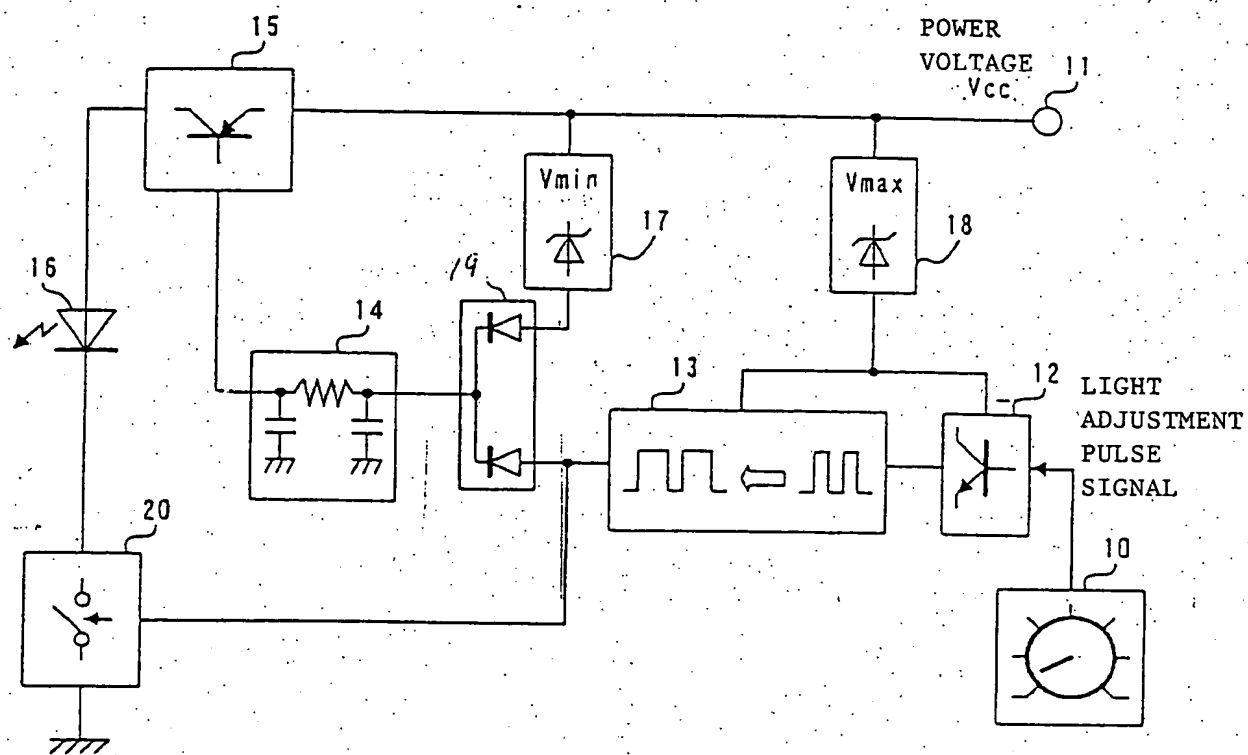 15
POWER
VOLTAGE
Vcc
11
Vmin
17
Vmax
18
16
19
14
13
12
LIGHT
ADJUSTMENT
PULSE
SIGNAL
20
10